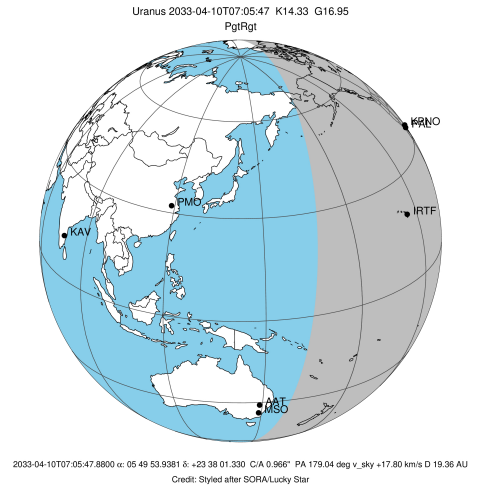 Uranus 2033-04-10T07:05:47 K14.33 G16.95
PgtRgt
PMO
KAV
IRTF
AAT
MSO
2033-04-10T07:05:47.8800 α: 05 49 53.9381 δ: +23 38 01.330 C/A 0.966" PA 179.04 deg v_sky +17.80 km/s D 19.36 AU
Credit: Styled after SORA/Lucky Star